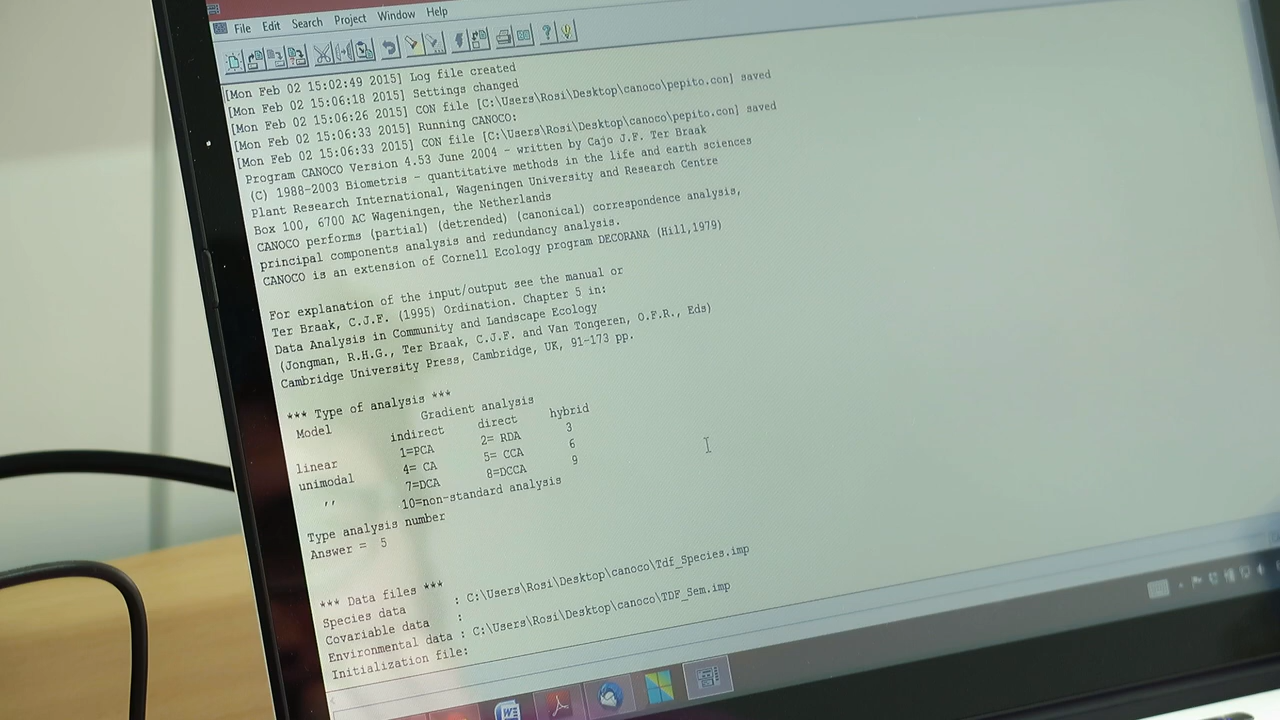 File Edit Search Project Window Help
[Mon Feb 02 15:02:49 2015] Log file created
[Mon Feb 02 15:06:18 2015] Settings changed
[Mon Feb 02 15:06:26 2015] CON file [C:\Users\Rosi\Desktop\canoco\pepito.con] saved
[Mon Feb 02 15:06:33 2015] Running CANOCO:
[Mon Feb 02 15:06:33 2015] CON file [C:\Users\Rosi\Desktop\canoco\pepito.con] saved
Program CANOCO Version 4.53 June 2004 - written by Cajo J.F. Ter Braak
(C) 1988-2003 Biometris - quantitative methods in the life and earth sciences
Plant Research International, Wageningen University and Research Centre
Box 100, 6700 AC Wageningen, the Netherlands
CANOCO performs (partial) (detrended) (canonical) correspondence analysis,
principal components analysis and redundancy analysis.
CANOCO is an extension of Cornell Ecology program DECORANA (Hill,1979)
For explanation of the input/output see the manual or
Ter Braak, C.J.F. (1995) Ordination. Chapter 5 in:
Data Analysis in Community and Landscape Ecology
(Jongman, R.H.G., Ter Braak, C.J.F. and Van Tongeren, O.F.R., Eds)
Cambridge University Press, Cambridge, UK, 91-173 pp.
*** Type of analysis ***
Model Gradient analysis
indirect direct hybrid
linear 1=PCA 2= RDA 3
unimodal 4= CA 5= CCA 6
,, 7=DCA 8=DCCA 9
10=non-standard analysis
Type analysis number
Answer = 5
*** Data files ***
Species data : C:\Users\Rosi\Desktop\canoco\Tdf_Species.imp
Covariable data :
Environmental data : C:\Users\Rosi\Desktop\canoco\TDF_Sem.imp
Initialization file: